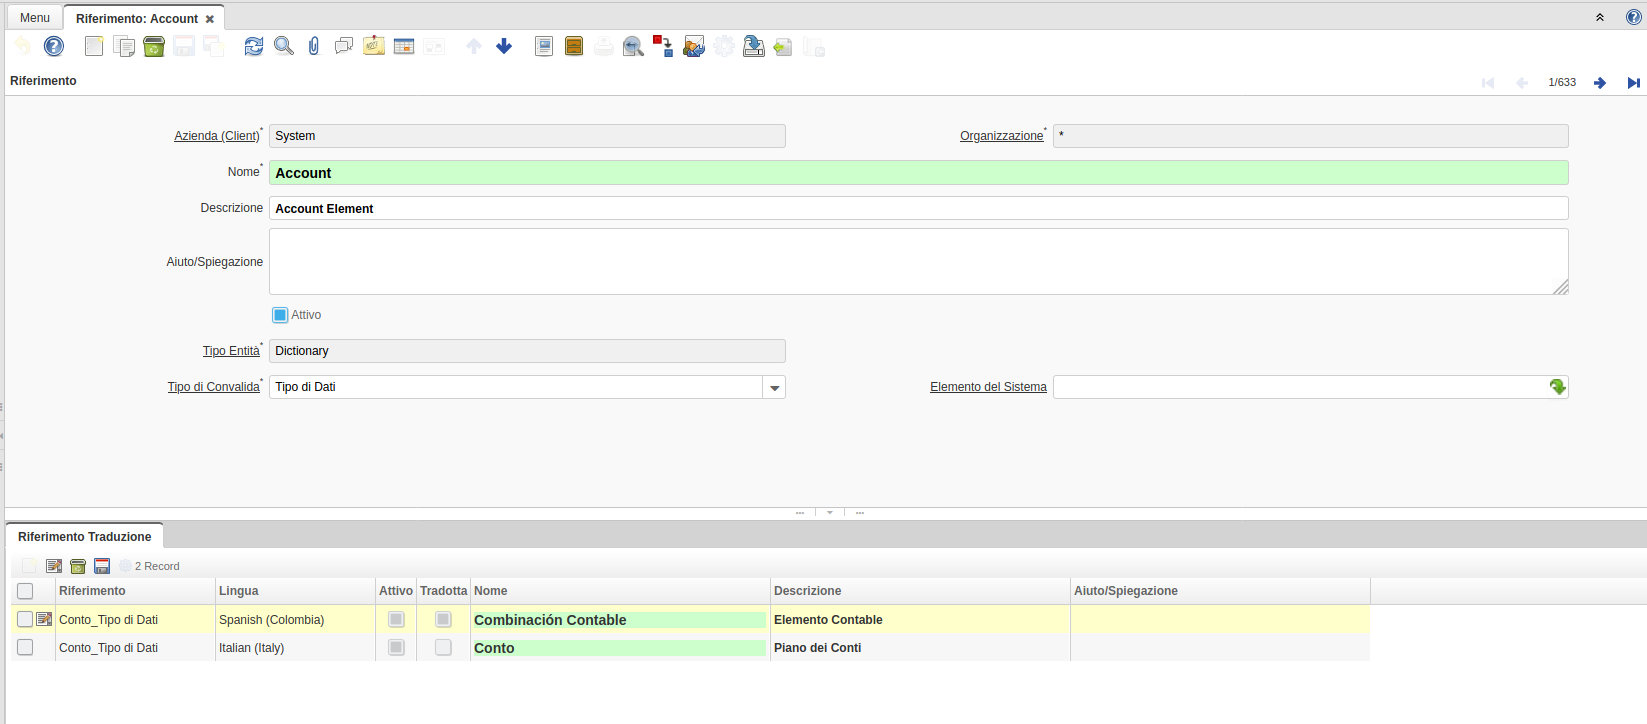 Menu
Riferimento: Account
Riferimento
1/633
Azienda (Client)* System
Organizzazione* *
Nome* Account
Descrizione Account Element
Aiuto/Spiegazione
Attivo
Tipo Entità* Dictionary
Tipo di Convalida* Tipo di Dati
Elemento del Sistema
Riferimento Traduzione
2 Record
Riferimento Lingua Attivo Tradotta Nome Descrizione Aiuto/Spiegazione
Conto_Tipo di Dati Spanish (Colombia) Combinación Contable Elemento Contable
Conto_Tipo di Dati Italian (Italy) Conto Piano dei Conti